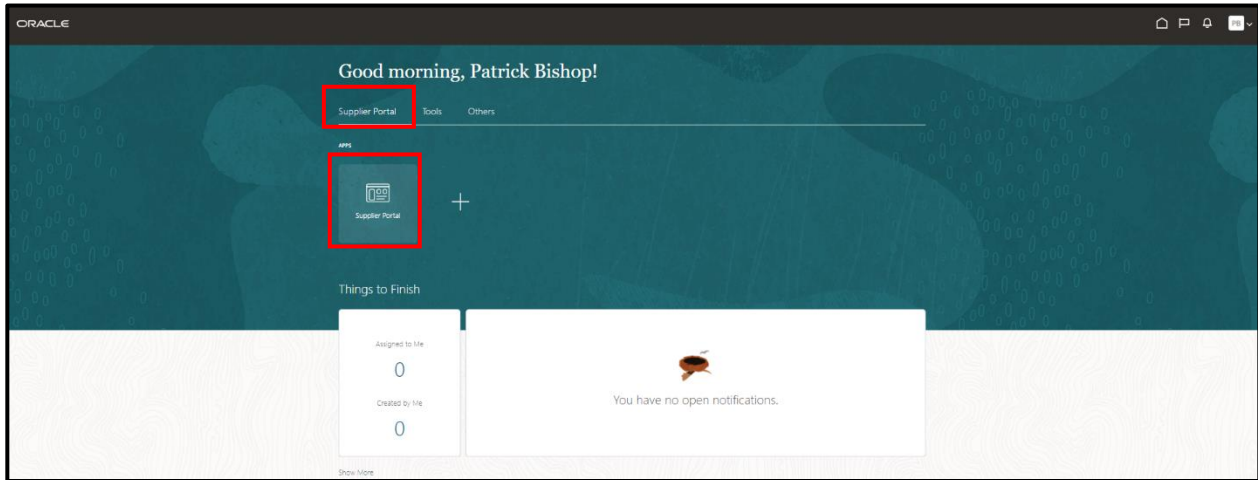 ORACLE
PB
Good morning, Patrick Bishop!
Supplier Portal Tools Others
APPS
Supplier Portal
Things to Finish
Assigned to Me
0
Created by Me
0
You have no open notifications.
Show More